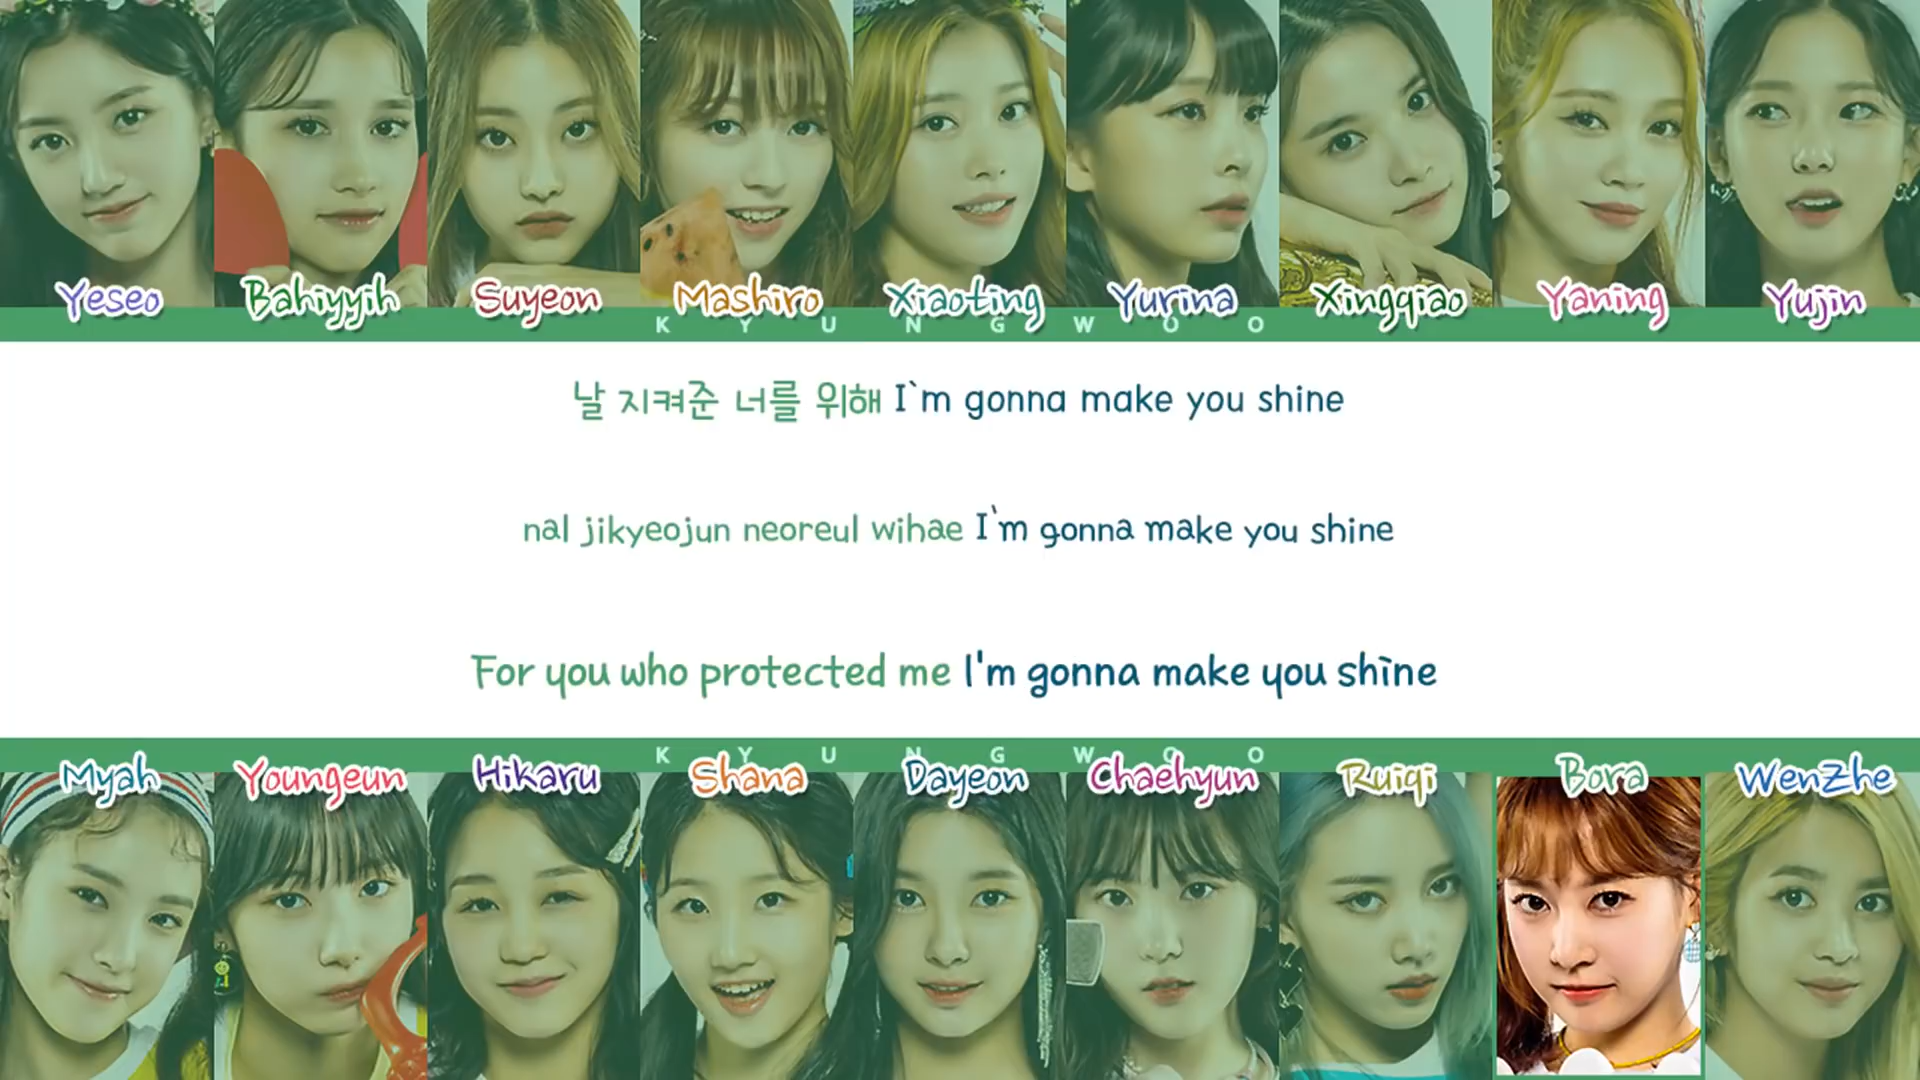 Yeseo Bahiyyih Suyeon Mashiro Xiaoting Yurina Xingqiao Yaning Yujin
K Y U N G W O O
날 지켜준 너를 위해 I`m gonna make you shine
nal jikyeojun neoreul wihae I`m gonna make you shine
For you who protected me I'm gonna make you shine
K Y U N G W O O
Myah Youngeun Hikaru Shana Dayeon Chaehyun Ruiqi Bora WenZhe